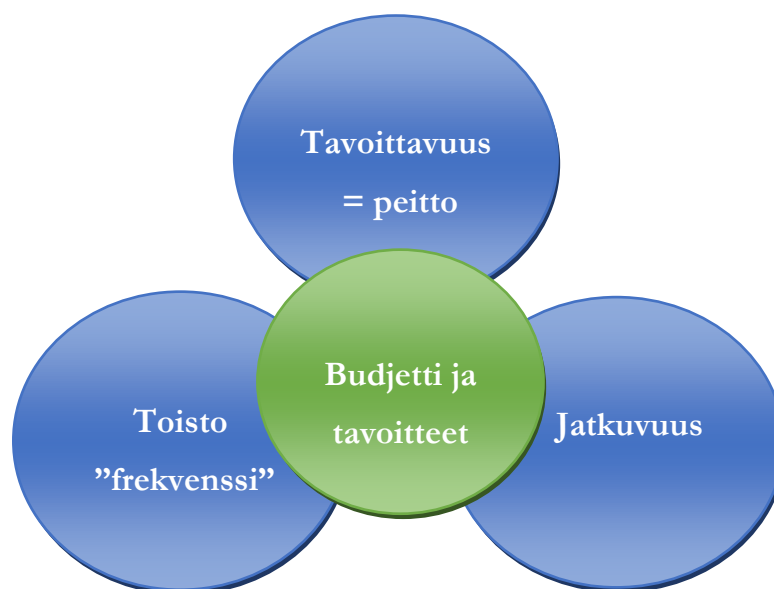 Tavoittavuus
= peitto
Budjetti ja
tavoitteet
Toisto
”frekvenssi”
Jatkuvuus